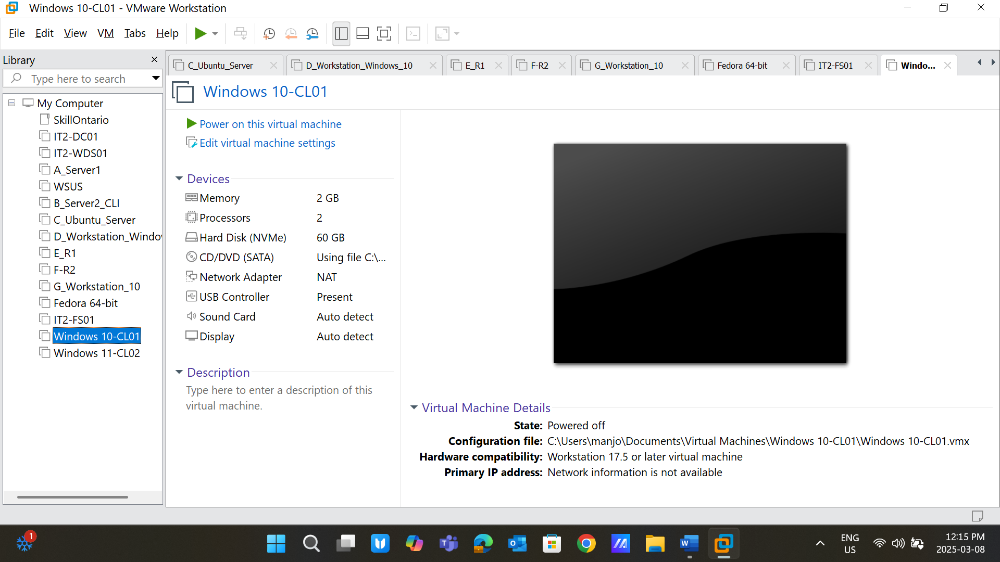 Windows 10-CL01 - VMware Workstation
File Edit View VM Tabs Help
Library
Type here to search
My Computer
SkillOntario
IT2-DC01
IT2-WDS01
A_Server1
WSUS
B_Server2_CLI
C_Ubuntu_Server
D_Workstation_Windo
E_R1
F-R2
G_Workstation_10
Fedora 64-bit
IT2-FS01
Windows 10-CL01
Windows 11-CL02
C_Ubuntu_Server D_Workstation_Windows_10 E_R1 F-R2 G_Workstation_10 Fedora 64-bit IT2-FS01 Windo...
Windows 10-CL01
Power on this virtual machine
Edit virtual machine settings
Devices
Memory 2 GB
Processors 2
Hard Disk (NVMe) 60 GB
CD/DVD (SATA) Using file C:\...
Network Adapter NAT
USB Controller Present
Sound Card Auto detect
Display Auto detect
Description
Type here to enter a description of this
virtual machine.
Virtual Machine Details
State: Powered off
Configuration file: C:\Users\manjo\Documents\Virtual Machines\Windows 10-CL01\Windows 10-CL01.vmx
Hardware compatibility: Workstation 17.5 or later virtual machine
Primary IP address: Network information is not available
1
ENG
US
12:15 PM
2025-03-08